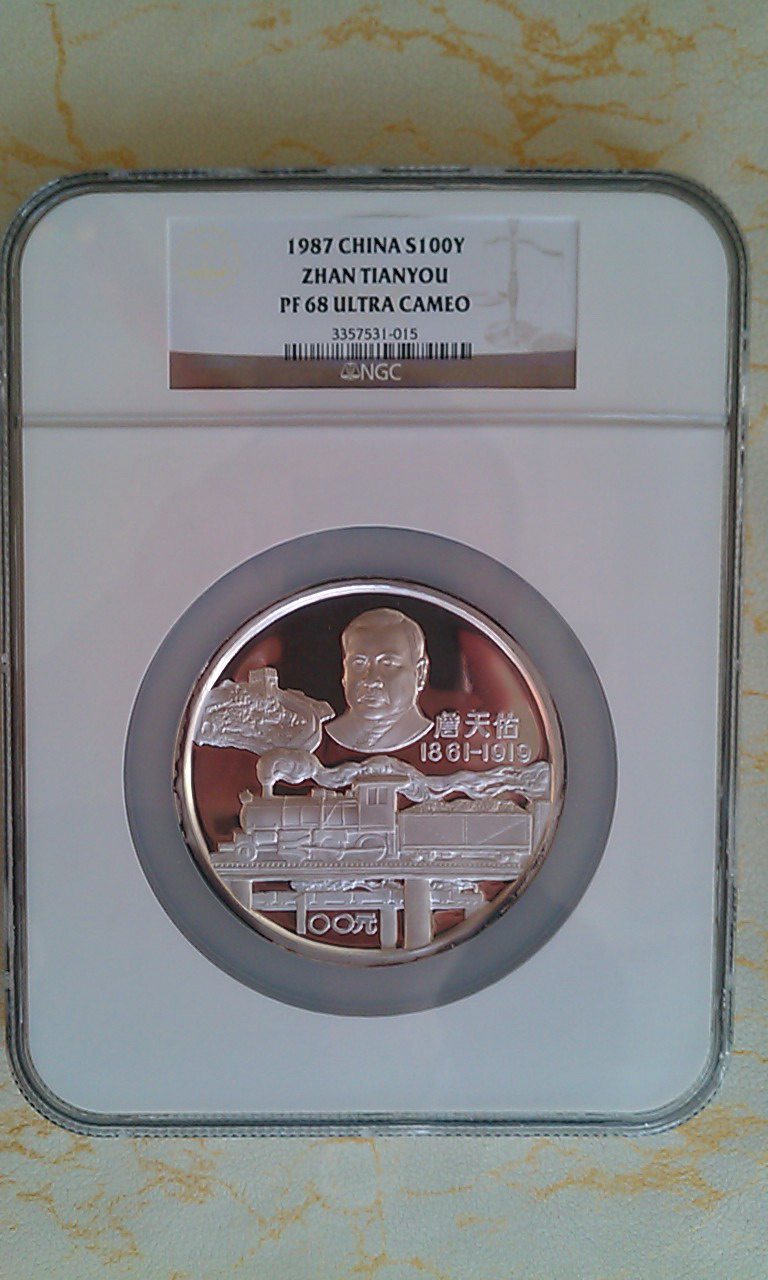 1987 CHINA S100Y
ZHAN TIANYOU
PF 68 ULTRA CAMEO
3357531-015
NGC
詹天佑
1861-1919
100元